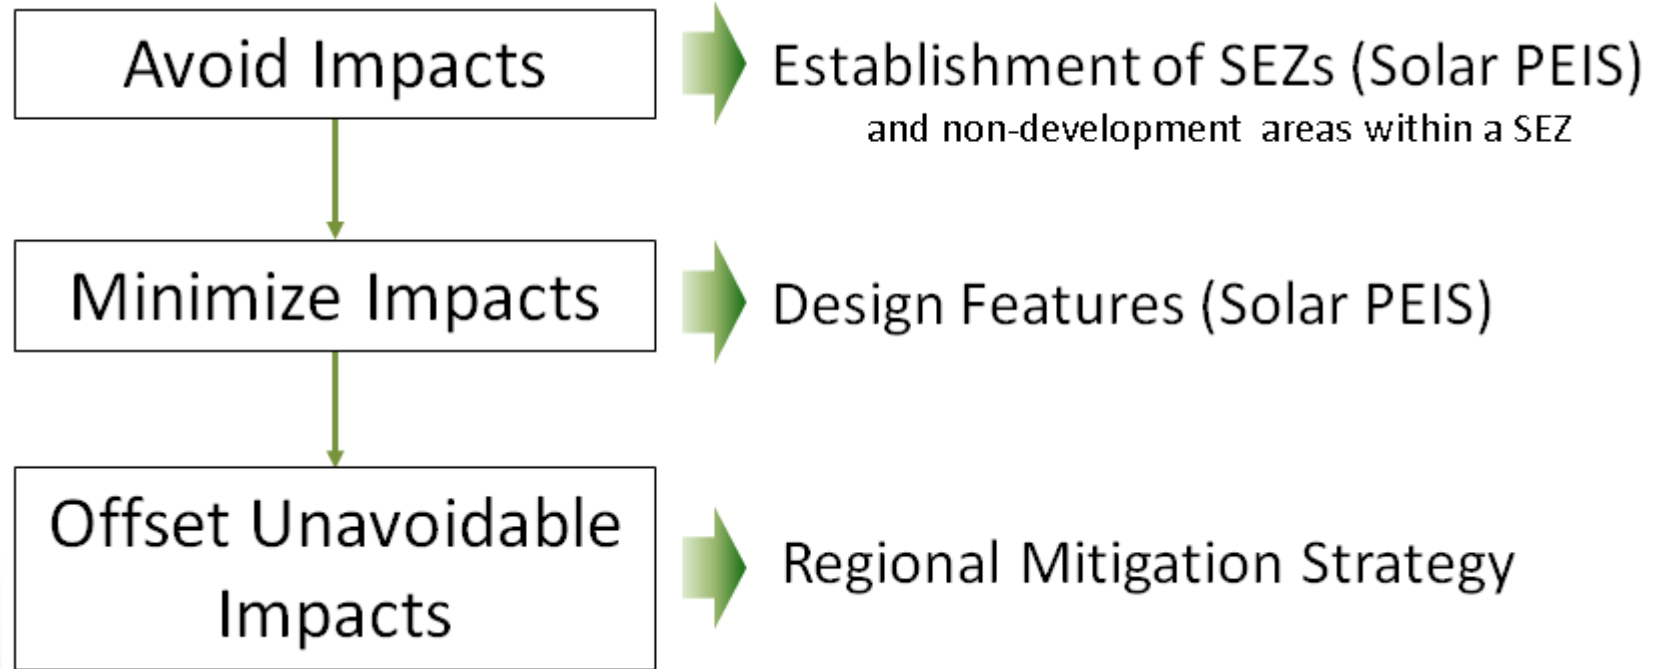 Avoid Impacts
Establishment of SEZs (Solar PEIS)
and non-development areas within a SEZ
Minimize Impacts
Design Features (Solar PEIS)
Offset Unavoidable
Impacts
Regional Mitigation Strategy